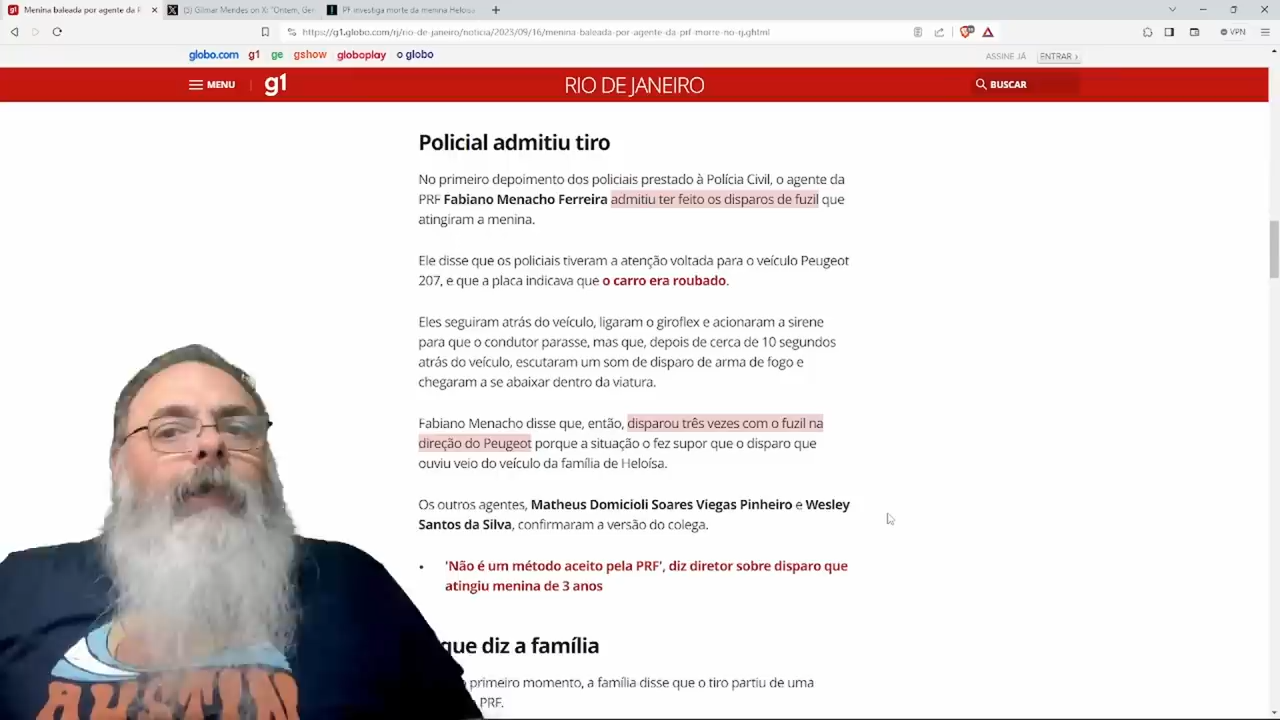 Menina baleada por agente da P
(5) Gilmar Mendes on X: "Ontem, Ger
PF investiga morte da menina Heloísa
https://g1.globo.com/rj/rio-de-janeiro/noticia/2023/09/16/menina-baleada-por-agente-da-prf-morre-no-rj.ghtml
VPN
globo.com g1 ge gshow globoplay o globo
ASSINE JÁ ENTRAR ›
MENU g1 RIO DE JANEIRO BUSCAR
Policial admitiu tiro
No primeiro depoimento dos policiais prestado à Polícia Civil, o agente da
PRF Fabiano Menacho Ferreira admitiu ter feito os disparos de fuzil que
atingiram a menina.
Ele disse que os policiais tiveram a atenção voltada para o veículo Peugeot
207, e que a placa indicava que o carro era roubado.
Eles seguiram atrás do veículo, ligaram o giroflex e acionaram a sirene
para que o condutor parasse, mas que, depois de cerca de 10 segundos
atrás do veículo, escutaram um som de disparo de arma de fogo e
chegaram a se abaixar dentro da viatura.
Fabiano Menacho disse que, então, disparou três vezes com o fuzil na
direção do Peugeot porque a situação o fez supor que o disparo que
ouviu veio do veículo da família de Heloísa.
Os outros agentes, Matheus Domicioli Soares Viegas Pinheiro e Wesley
Santos da Silva, confirmaram a versão do colega.
• 'Não é um método aceito pela PRF', diz diretor sobre disparo que
atingiu menina de 3 anos
que diz a família
primeiro momento, a família disse que o tiro partiu de uma
PRF.